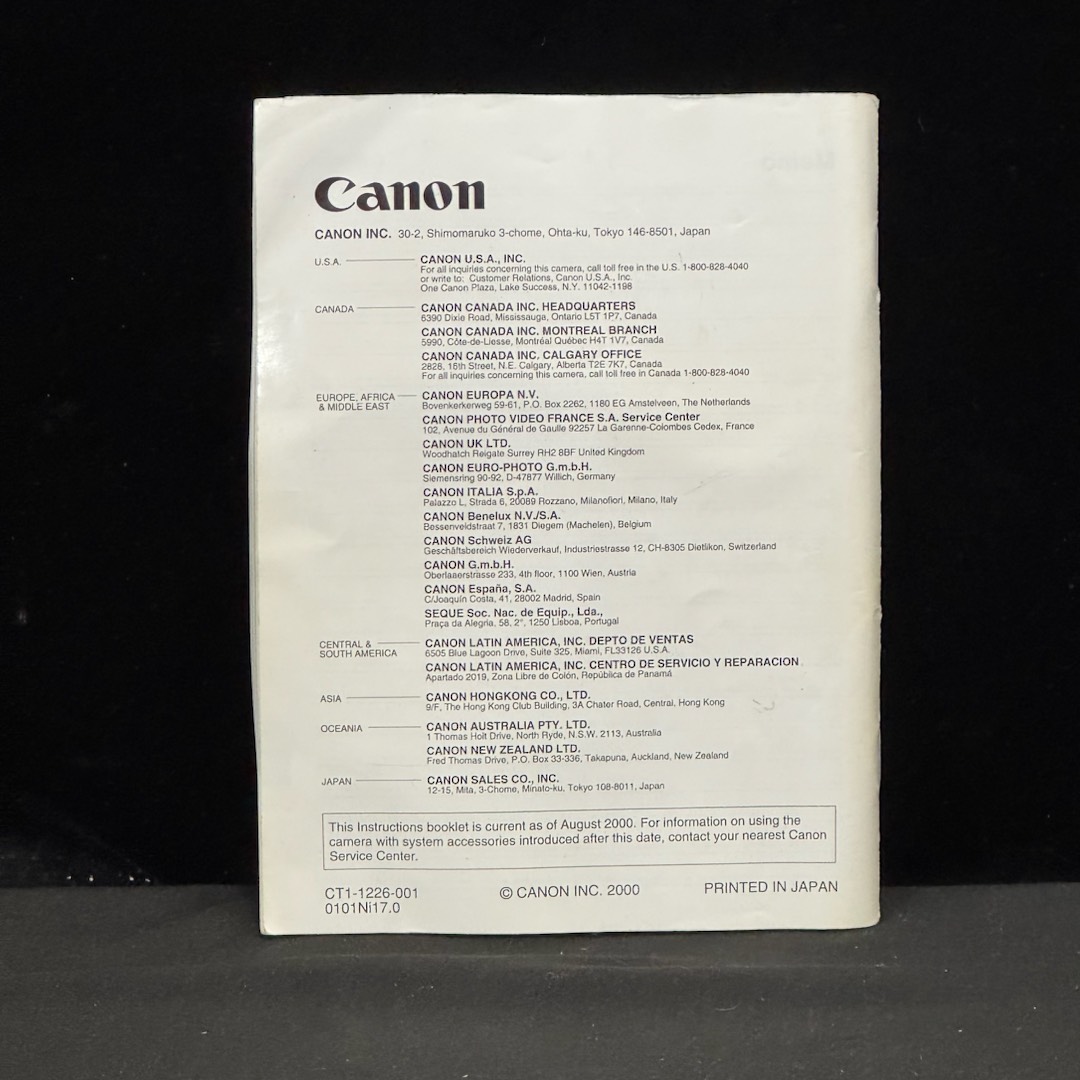 Canon
CANON INC. 30-2, Shimomaruko 3-chome, Ohta-ku, Tokyo 146-8501, Japan
U.S.A. CANON U.S.A., INC.
For all inquiries concerning this camera, call toll free in the U.S. 1-800-828-4040
or write to: Customer Relations, Canon U.S.A., Inc.
One Canon Plaza, Lake Success, N.Y. 11042-1198
CANADA CANON CANADA INC. HEADQUARTERS
6390 Dixie Road, Mississauga, Ontario L5T 1P7, Canada
CANON CANADA INC. MONTREAL BRANCH
5990, Côte-de-Liesse, Montréal Québec H4T 1V7, Canada
CANON CANADA INC. CALGARY OFFICE
2828, 16th Street, N.E. Calgary, Alberta T2E 7K7, Canada
For all inquiries concerning this camera, call toll free in Canada 1-800-828-4040
EUROPE, AFRICA CANON EUROPA N.V.
& MIDDLE EAST Bovenkerkerweg 59-61, P.O. Box 2262, 1180 EG Amstelveen, The Netherlands
CANON PHOTO VIDEO FRANCE S.A. Service Center
102, Avenue du Général de Gaulle 92257 La Garenne-Colombes Cedex, France
CANON UK LTD.
Woodhatch Reigate Surrey RH2 8BF United Kingdom
CANON EURO-PHOTO G.m.b.H.
Siemensring 90-92, D-47877 Willich, Germany
CANON ITALIA S.p.A.
Palazzo L, Strada 6, 20089 Rozzano, Milanofiori, Milano, Italy
CANON Benelux N.V./S.A.
Bessenveldstraat 7, 1831 Diegem (Machelen), Belgium
CANON Schweiz AG
Geschäftsbereich Wiederverkauf, Industriestrasse 12, CH-8305 Dietlikon, Switzerland
CANON G.m.b.H.
Oberlaaerstrasse 233, 4th floor, 1100 Wien, Austria
CANON España, S.A.
C/Joaquín Costa, 41, 28002 Madrid, Spain
SEQUE Soc. Nac. de Equip., Lda.,
Praça da Alegria, 58, 2°, 1250 Lisboa, Portugal
CENTRAL & CANON LATIN AMERICA, INC. DEPTO DE VENTAS
SOUTH AMERICA 6505 Blue Lagoon Drive, Suite 325, Miami, FL33126 U.S.A.
CANON LATIN AMERICA, INC. CENTRO DE SERVICIO Y REPARACION
Apartado 2019, Zona Libre de Colón, República de Panamá
ASIA CANON HONGKONG CO., LTD.
9/F, The Hong Kong Club Building, 3A Chater Road, Central, Hong Kong
OCEANIA CANON AUSTRALIA PTY. LTD.
1 Thomas Holt Drive, North Ryde, N.S.W. 2113, Australia
CANON NEW ZEALAND LTD.
Fred Thomas Drive, P.O. Box 33-336, Takapuna, Auckland, New Zealand
JAPAN CANON SALES CO., INC.
12-15, Mita, 3-Chome, Minato-ku, Tokyo 108-8011, Japan
This Instructions booklet is current as of August 2000. For information on using the
camera with system accessories introduced after this date, contact your nearest Canon
Service Center.
CT1-1226-001 © CANON INC. 2000 PRINTED IN JAPAN
0101Ni17.0